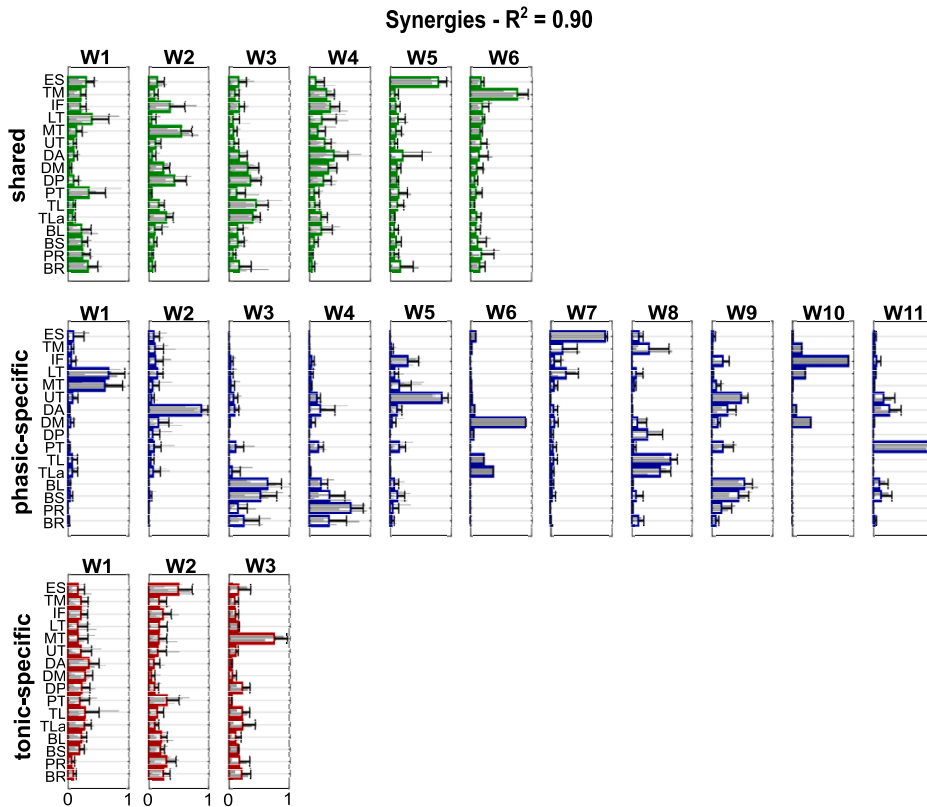 Synergies - R² = 0.90
W1 W2 W3 W4 W5 W6
shared
ES
TM
IF
LT
MT
UT
DA
DM
DP
PT
TL
TLa
BL
BS
PR
BR
W1 W2 W3 W4 W5 W6 W7 W8 W9 W10 W11
phasic-specific
ES
TM
IF
LT
MT
UT
DA
DM
DP
PT
TL
TLa
BL
BS
PR
BR
W1 W2 W3
tonic-specific
ES
TM
IF
LT
MT
UT
DA
DM
DP
PT
TL
TLa
BL
BS
PR
BR
0 1 0 1 0 1